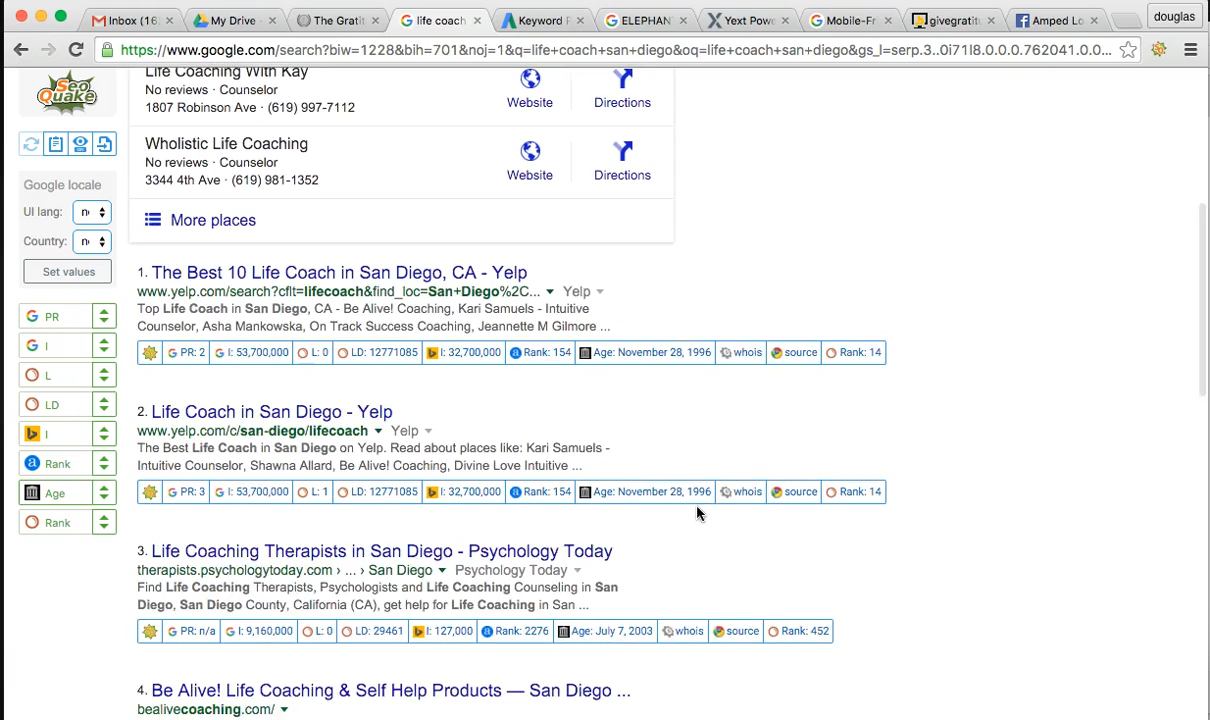 Inbox (16
My Drive -
The Gratit
life coach
Keyword P
ELEPHAN
Yext Pow
Mobile-Fr
givegratit
Amped Lo
douglas
https://www.google.com/search?biw=1228&bih=701&noj=1&q=life+coach+san+diego&oq=life+coach+san+diego&gs_l=serp.3..0i71l8.0.0.0.762041.0.0...
SEO Quake
Life Coaching With Kay
No reviews · Counselor
1807 Robinson Ave · (619) 997-7112
Website
Directions
Wholistic Life Coaching
No reviews · Counselor
3344 4th Ave · (619) 981-1352
Website
Directions
More places
Google locale
UI lang:
Country:
Set values
PR
I
L
LD
I
Rank
Age
Rank
1. The Best 10 Life Coach in San Diego, CA - Yelp
www.yelp.com/search?cflt=lifecoach&find_loc=San+Diego%2C... Yelp
Top Life Coach in San Diego, CA - Be Alive! Coaching, Kari Samuels - Intuitive
Counselor, Asha Mankowska, On Track Success Coaching, Jeannette M Gilmore ...
PR: 2 I: 53,700,000 L: 0 LD: 12771085 I: 32,700,000 Rank: 154 Age: November 28, 1996 whois source Rank: 14
2. Life Coach in San Diego - Yelp
www.yelp.com/c/san-diego/lifecoach Yelp
The Best Life Coach in San Diego on Yelp. Read about places like: Kari Samuels -
Intuitive Counselor, Shawna Allard, Be Alive! Coaching, Divine Love Intuitive ...
PR: 3 I: 53,700,000 L: 1 LD: 12771085 I: 32,700,000 Rank: 154 Age: November 28, 1996 whois source Rank: 14
3. Life Coaching Therapists in San Diego - Psychology Today
therapists.psychologytoday.com › ... › San Diego Psychology Today
Find Life Coaching Therapists, Psychologists and Life Coaching Counseling in San
Diego, San Diego County, California (CA), get help for Life Coaching in San ...
PR: n/a I: 9,160,000 L: 0 LD: 29461 I: 127,000 Rank: 2276 Age: July 7, 2003 whois source Rank: 452
4. Be Alive! Life Coaching & Self Help Products — San Diego ...
bealivecoaching.com/